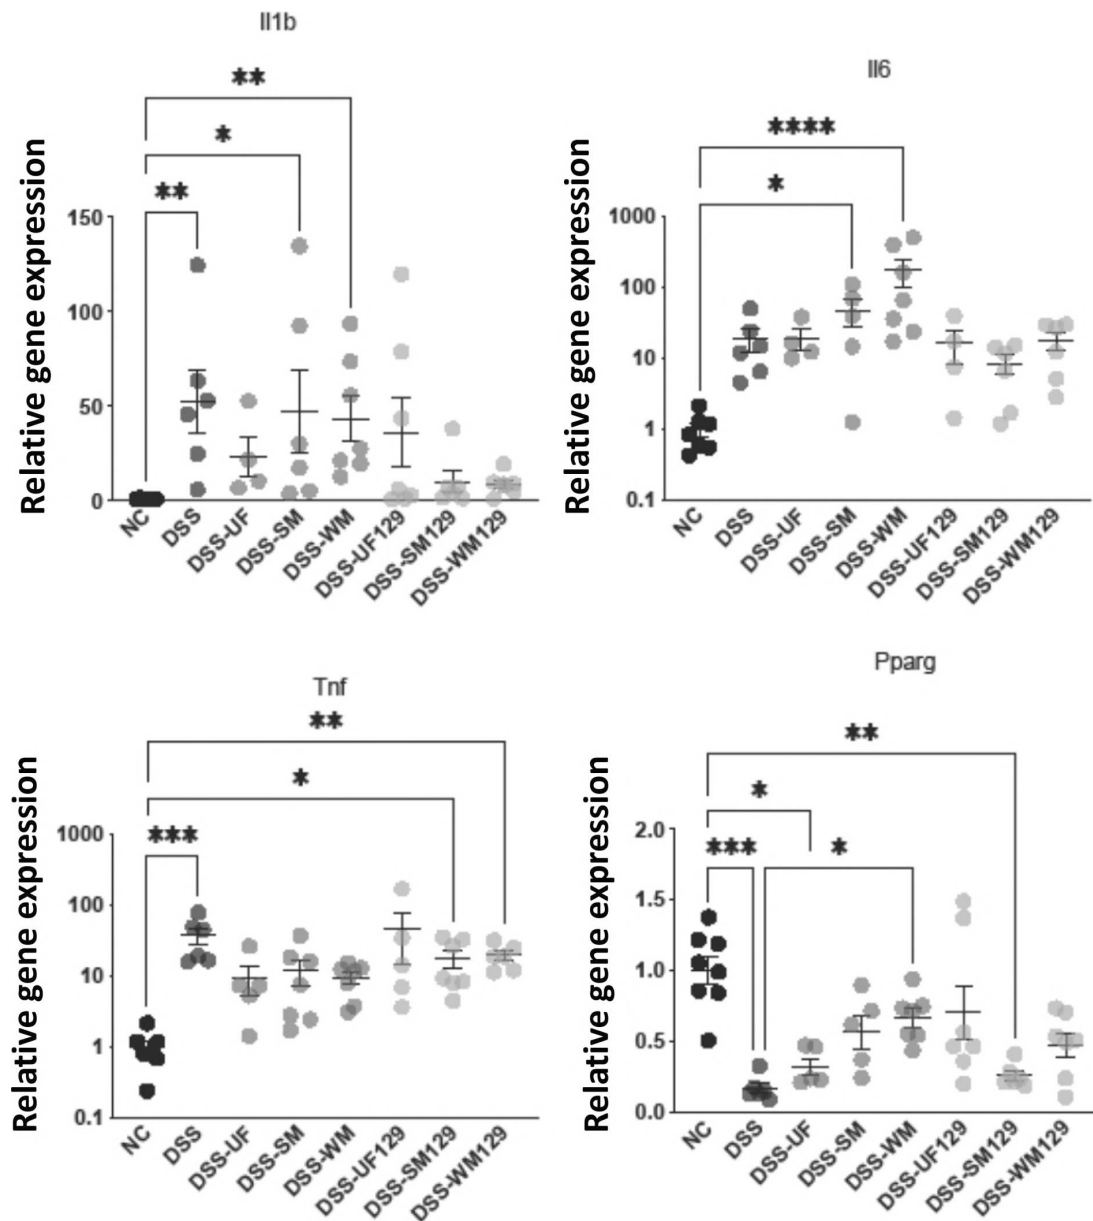 Il1b
**
*
**
Relative gene expression
150
100
50
0
NC
DSS
DSS-UF
DSS-SM
DSS-WM
DSS-UF129
DSS-SM129
DSS-WM129
Il6
****
*
Relative gene expression
1000
100
10
1
0.1
NC
DSS
DSS-UF
DSS-SM
DSS-WM
DSS-UF129
DSS-SM129
DSS-WM129
Tnf
**
*
***
Relative gene expression
1000
100
10
1
0.1
NC
DSS
DSS-UF
DSS-SM
DSS-WM
DSS-UF129
DSS-SM129
DSS-WM129
Pparg
**
*
***
*
Relative gene expression
2.0
1.5
1.0
0.5
0.0
NC
DSS
DSS-UF
DSS-SM
DSS-WM
DSS-UF129
DSS-SM129
DSS-WM129